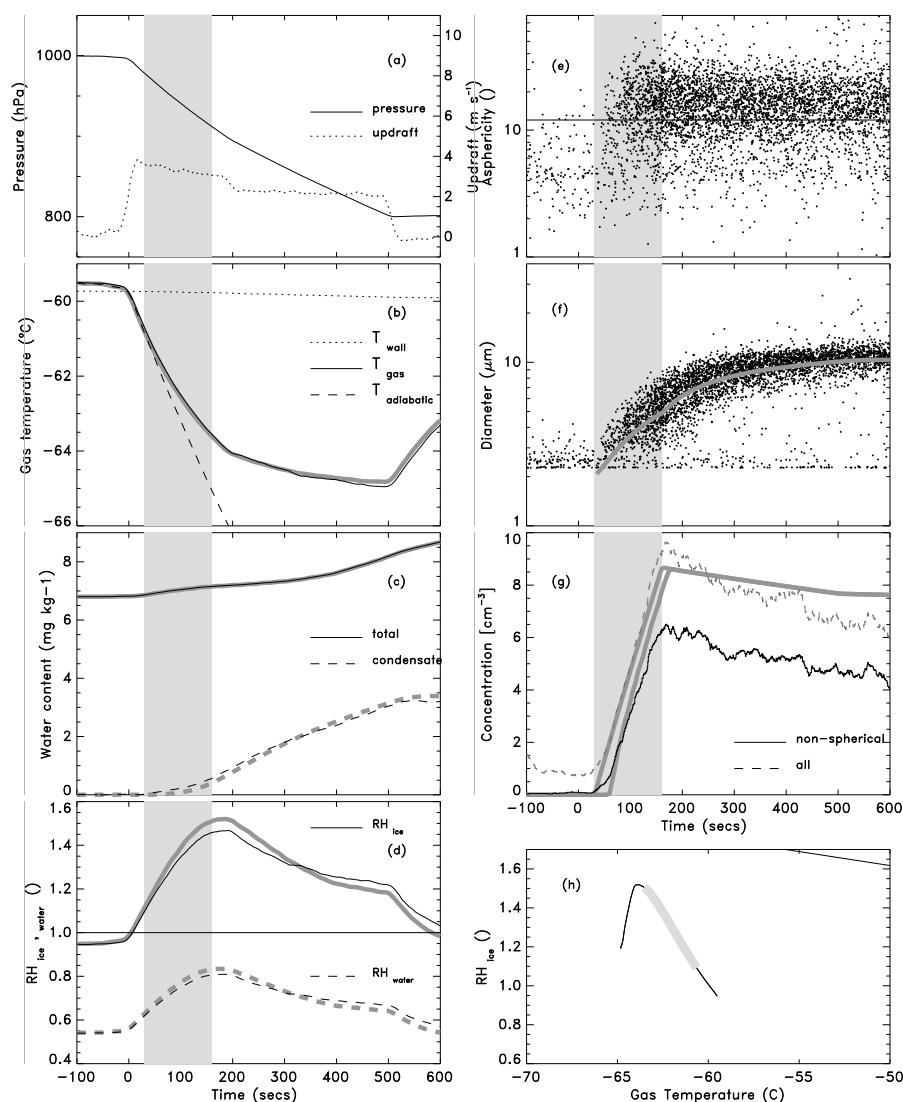 1000
800
Pressure (hPa)
10
8
6
4
2
0
Updraft (m s⁻¹)
(a)
pressure
updraft
-60
-62
-64
-66
Gas temperature (ºC)
(b)
T wall
T gas
T adiabatic
8
6
4
2
0
Water content (mg kg−1)
(c)
total
condensate
1.6
1.4
1.2
1.0
0.8
0.6
0.4
RH ice , water ()
RH ice
(d)
RH water
-100 0 100 200 300 400 500 600
Time (secs)
Asphericity ()
10
1
(e)
Diameter (μm)
10
1
(f)
10
8
6
4
2
0
Concentration [cm⁻³]
(g)
non-spherical
all
-100 0 100 200 300 400 500 600
Time (secs)
1.6
1.4
1.2
1.0
0.8
0.6
RH ice ()
(h)
-70 -65 -60 -55 -50
Gas Temperature (C)